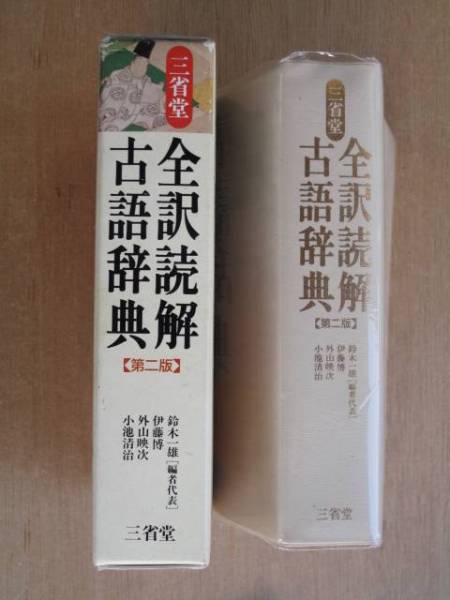 三省堂
全訳読解
古語辞典
【第二版】
鈴木一雄［編者代表］
伊藤博
外山映次
小池清治
三省堂
三省堂
全訳読解
古語辞典
【第二版】
鈴木一雄［編者代表］
伊藤博
外山映次
小池清治
三省堂